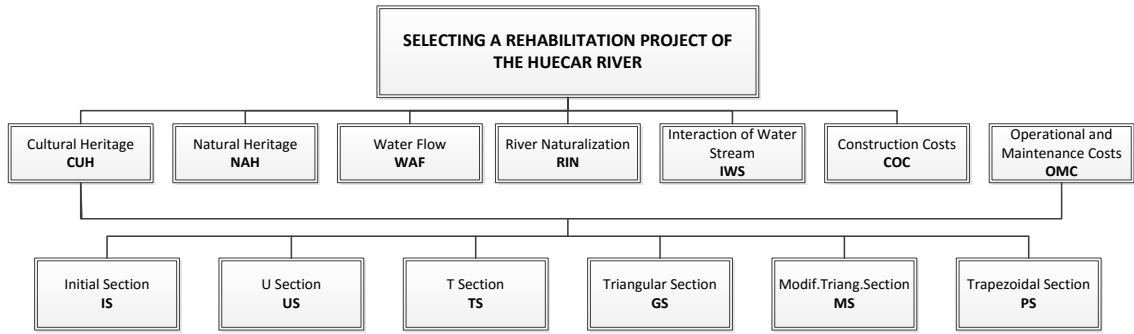 SELECTING A REHABILITATION PROJECT OF
THE HUECAR RIVER
Cultural Heritage
CUH
Natural Heritage
NAH
Water Flow
WAF
River Naturalization
RIN
Interaction of Water
Stream
IWS
Construction Costs
COC
Operational and
Maintenance Costs
OMC
Initial Section
IS
U Section
US
T Section
TS
Triangular Section
GS
Modif.Triang.Section
MS
Trapezoidal Section
PS